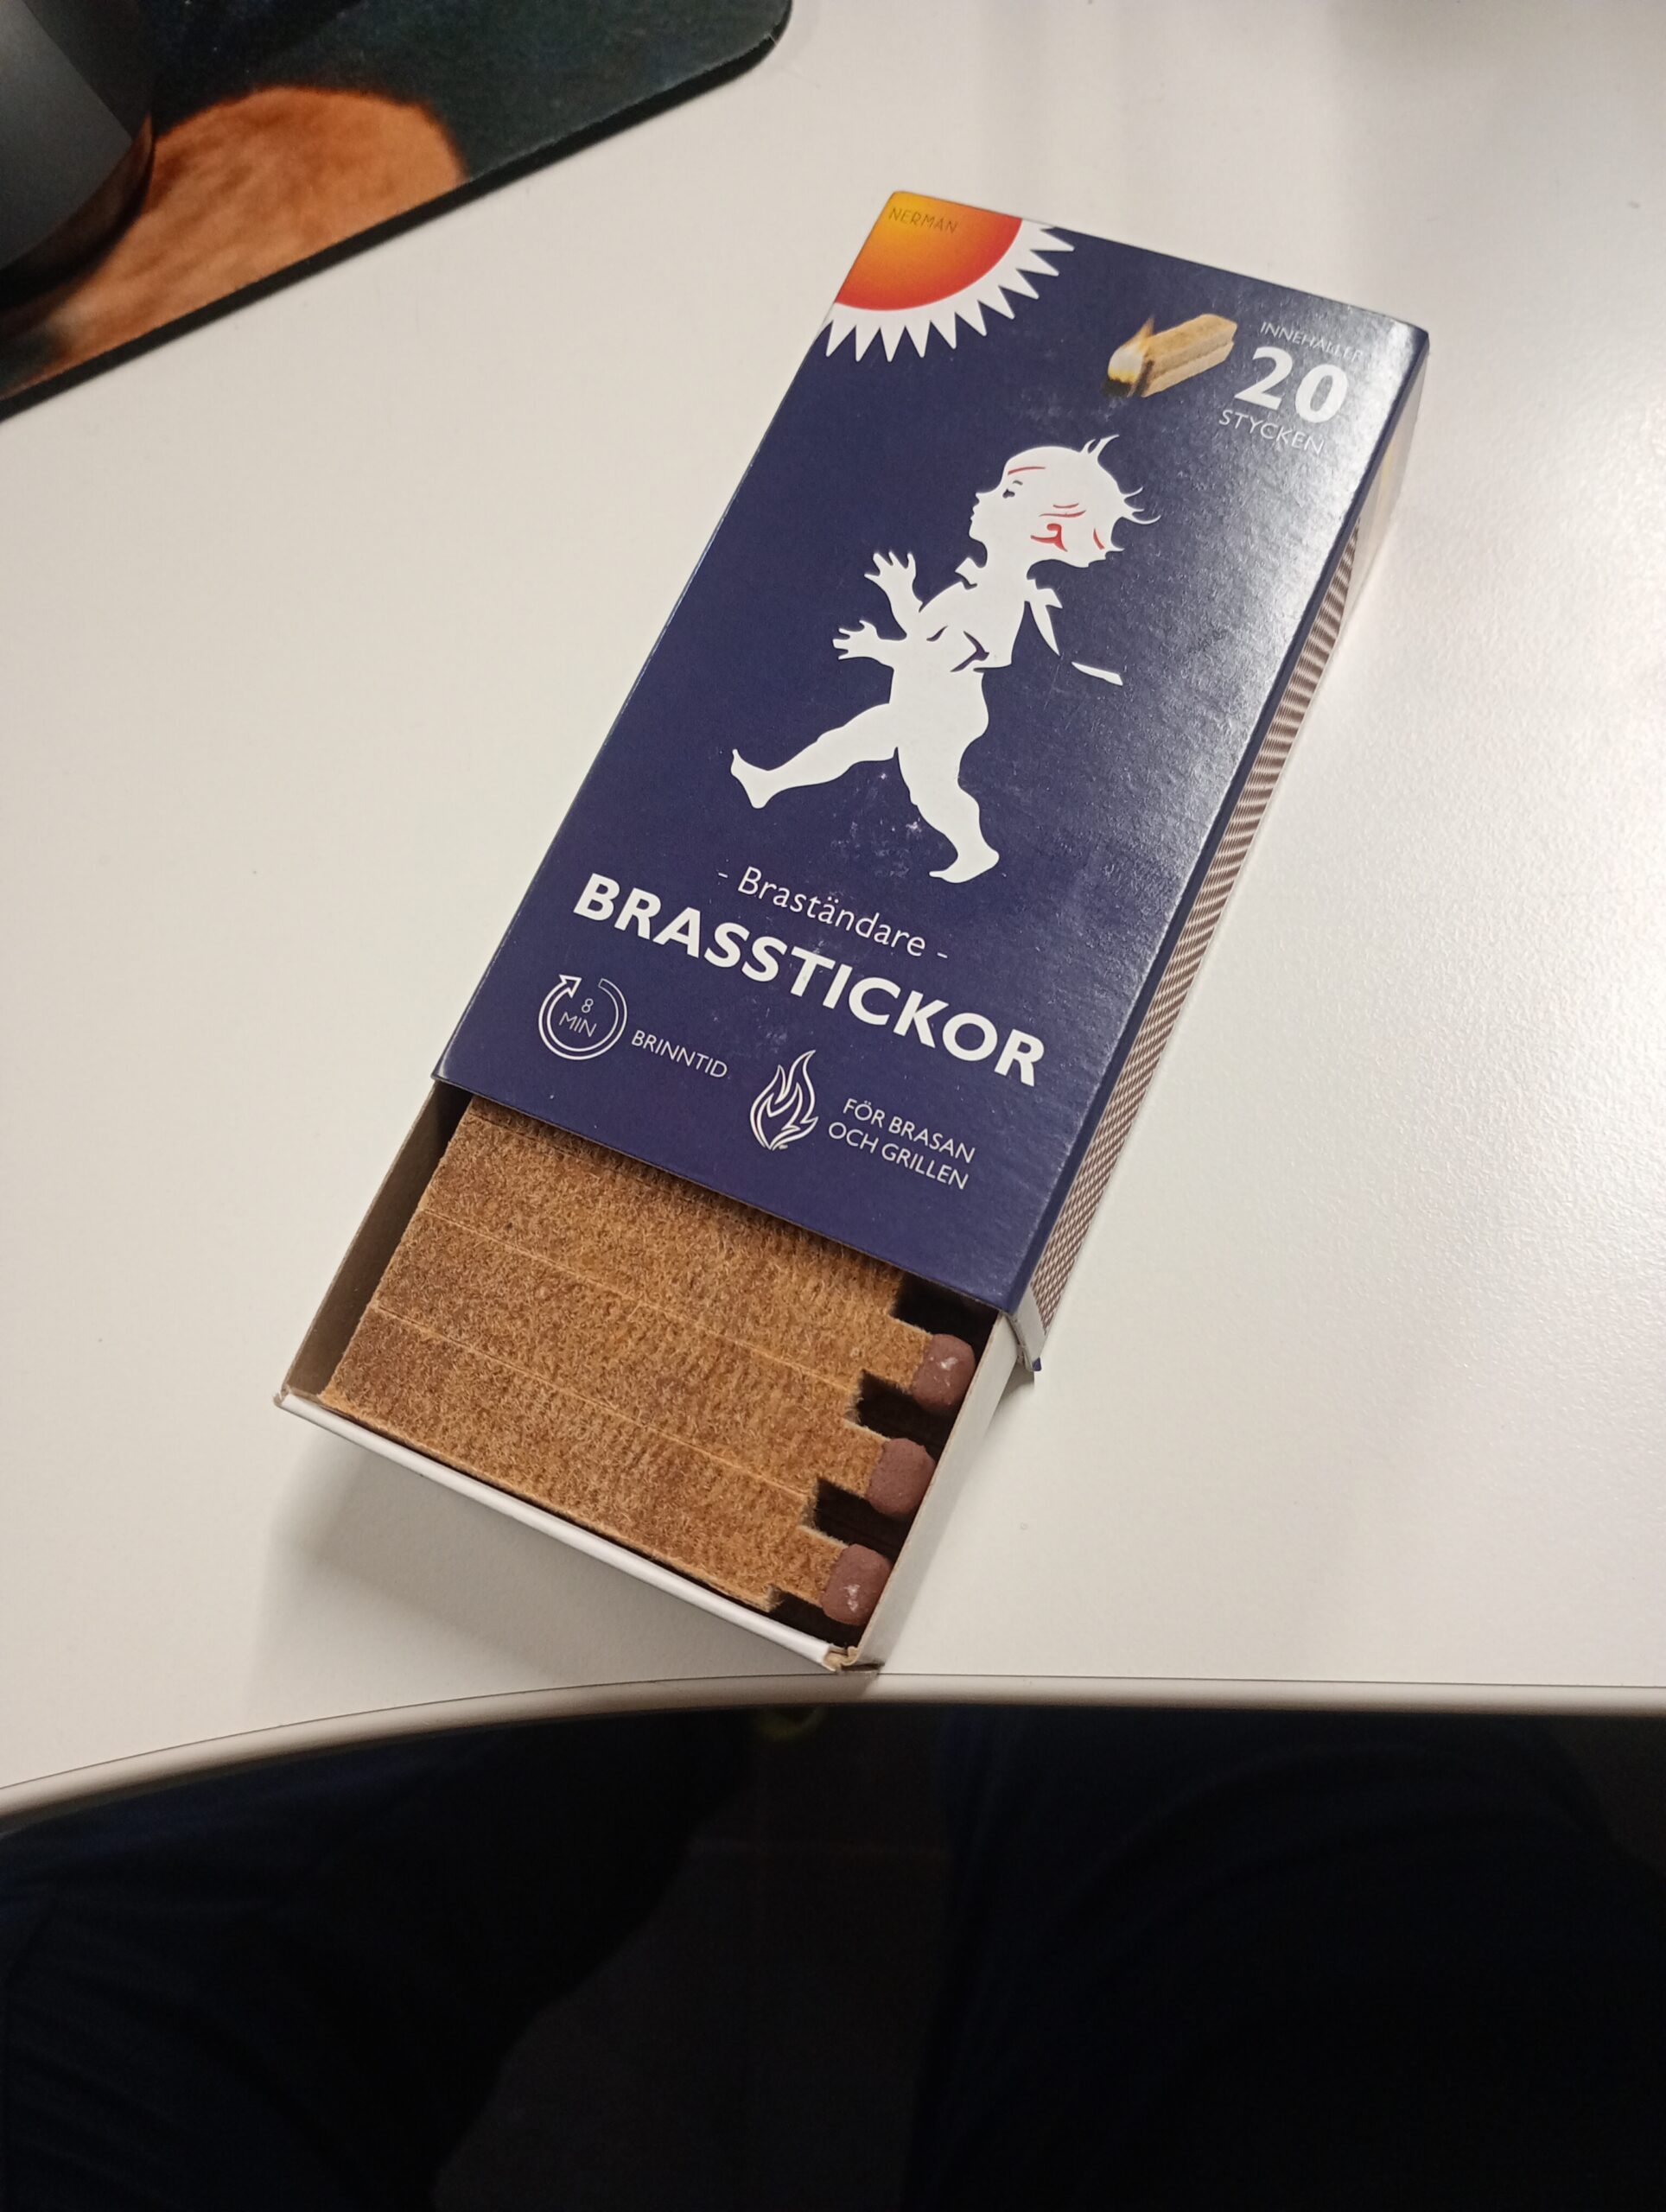 NERMAN
INNEHÅLLER
20
STYCKEN
- Braständare -
BRASSTICKOR
8
MIN
BRINNTID
FÖR BRASAN
OCH GRILLEN